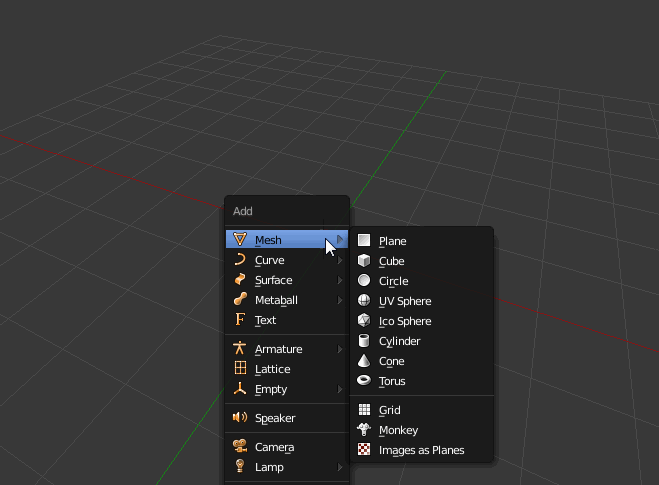 Add
Mesh
Curve
Surface
Metaball
Text
Armature
Lattice
Empty
Speaker
Camera
Lamp
Plane
Cube
Circle
UV Sphere
Ico Sphere
Cylinder
Cone
Torus
Grid
Monkey
Images as Planes